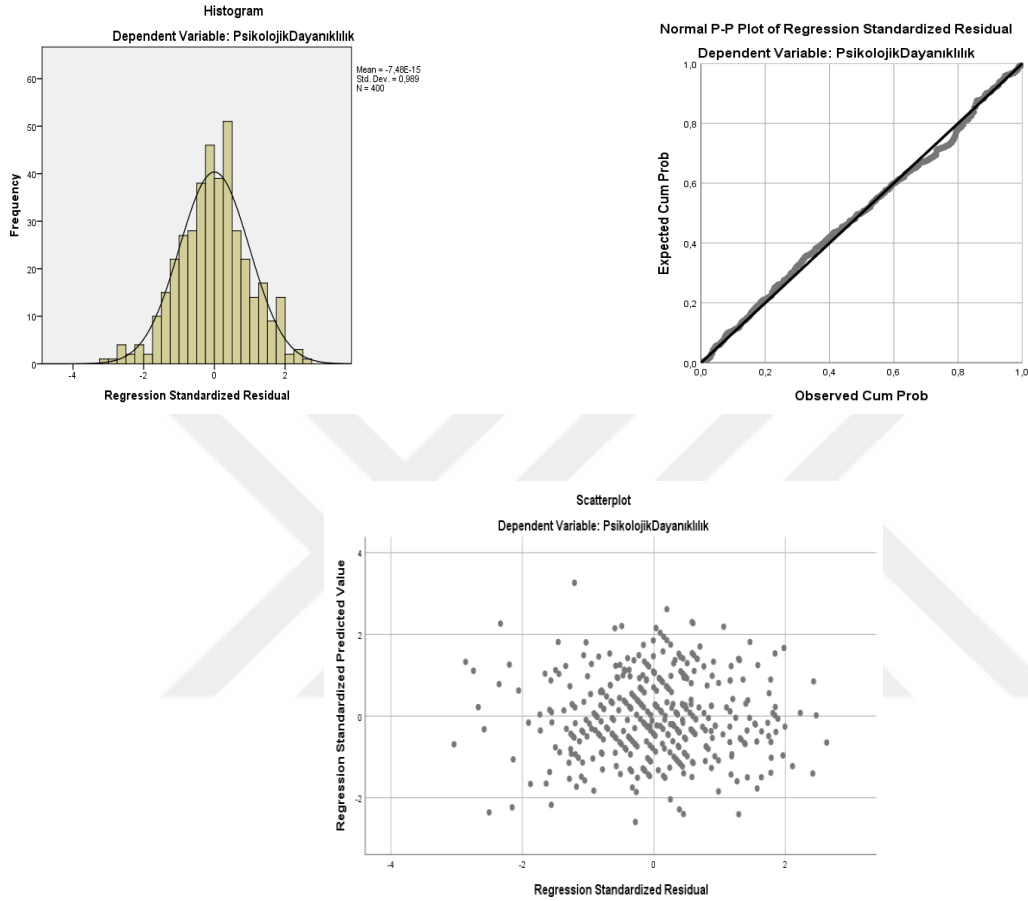 Histogram
Dependent Variable: PsikolojikDayanıklılık
Mean = -7,48E-15
Std. Dev. = 0,989
N = 400
60
50
40
30
20
10
0
Frequency
-4
-2
0
2
Regression Standardized Residual
Normal P-P Plot of Regression Standardized Residual
Dependent Variable: PsikolojikDayanıklılık
1,0
0,8
0,6
0,4
0,2
0,0
Expected Cum Prob
0,0
0,2
0,4
0,6
0,8
1,0
Observed Cum Prob
Scatterplot
Dependent Variable: PsikolojikDayanıklılık
4
2
0
-2
Regression Standardized Predicted Value
-4
-2
0
2
Regression Standardized Residual